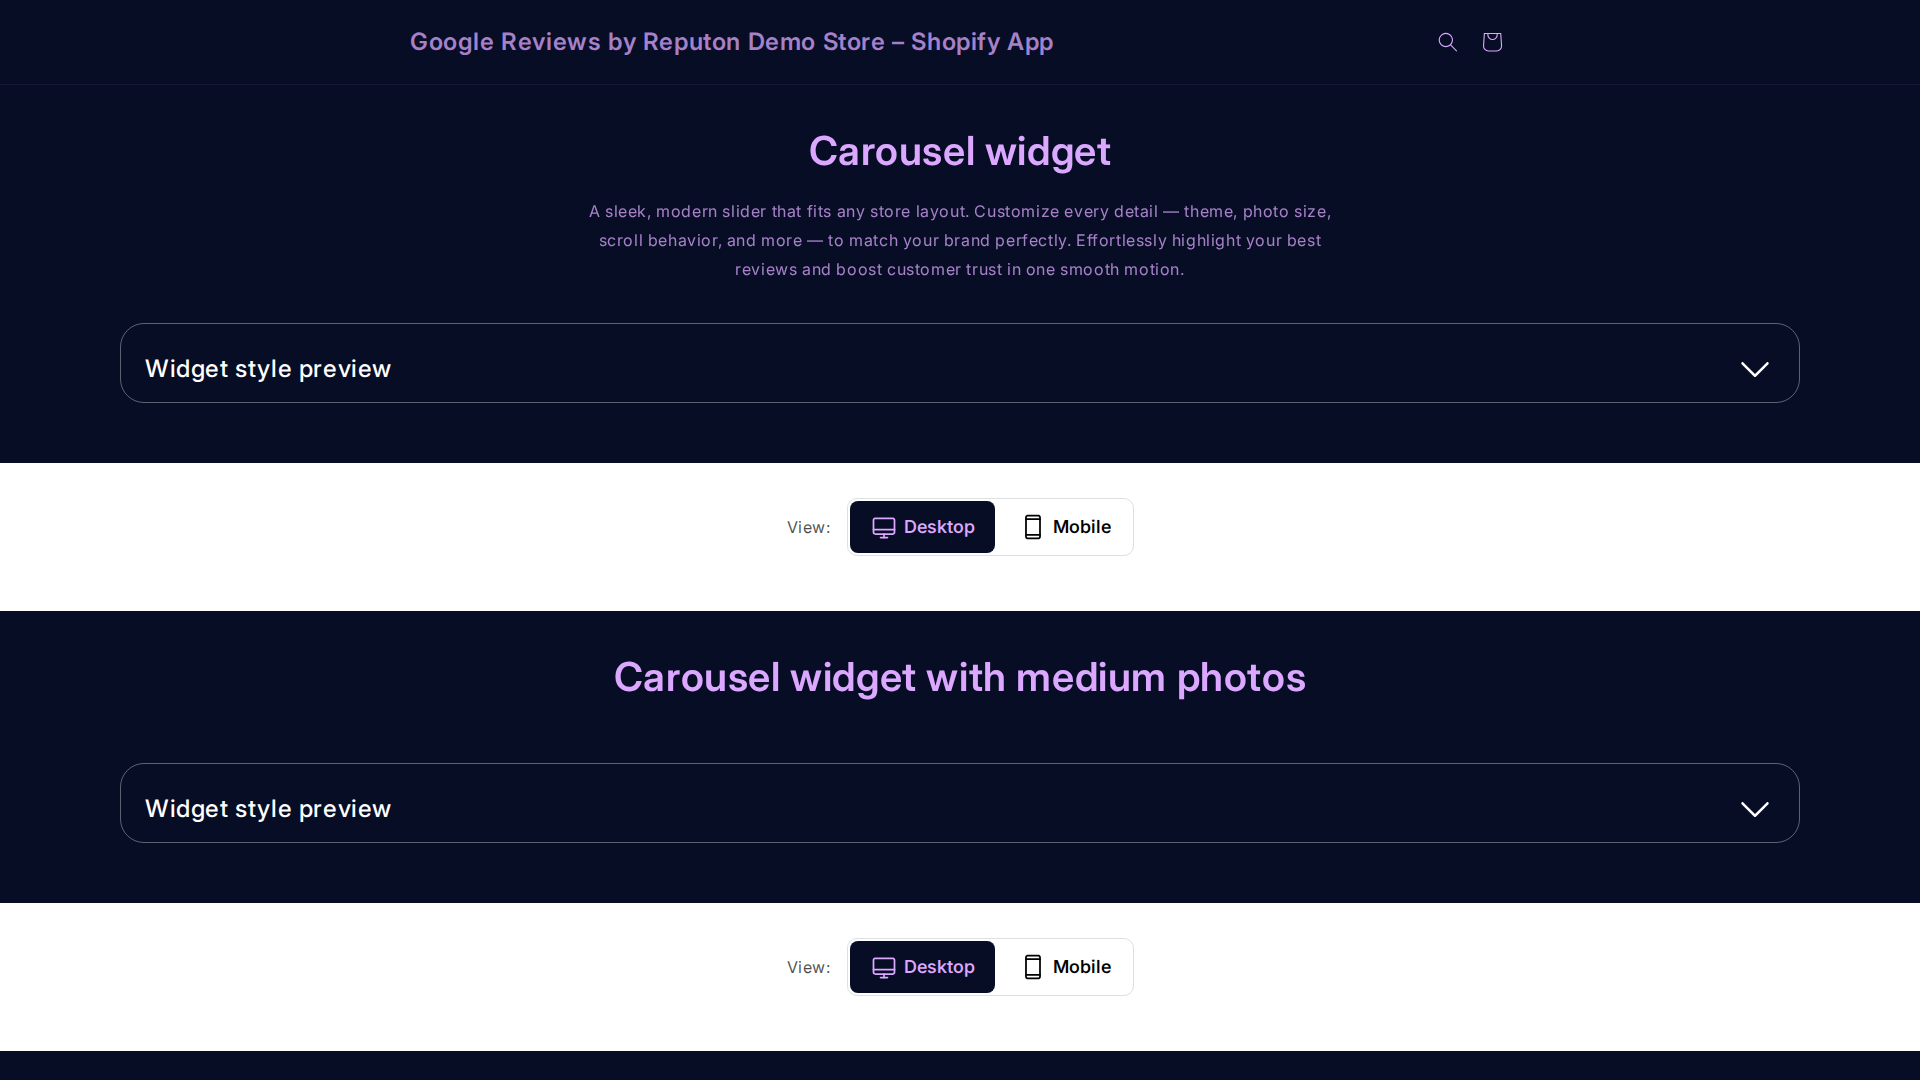 Google Reviews by Reputon Demo Store – Shopify App
Carousel widget
A sleek, modern slider that fits any store layout. Customize every detail — theme, photo size,
scroll behavior, and more — to match your brand perfectly. Effortlessly highlight your best
reviews and boost customer trust in one smooth motion.
Widget style preview
View: Desktop Mobile
Carousel widget with medium photos
Widget style preview
View: Desktop Mobile